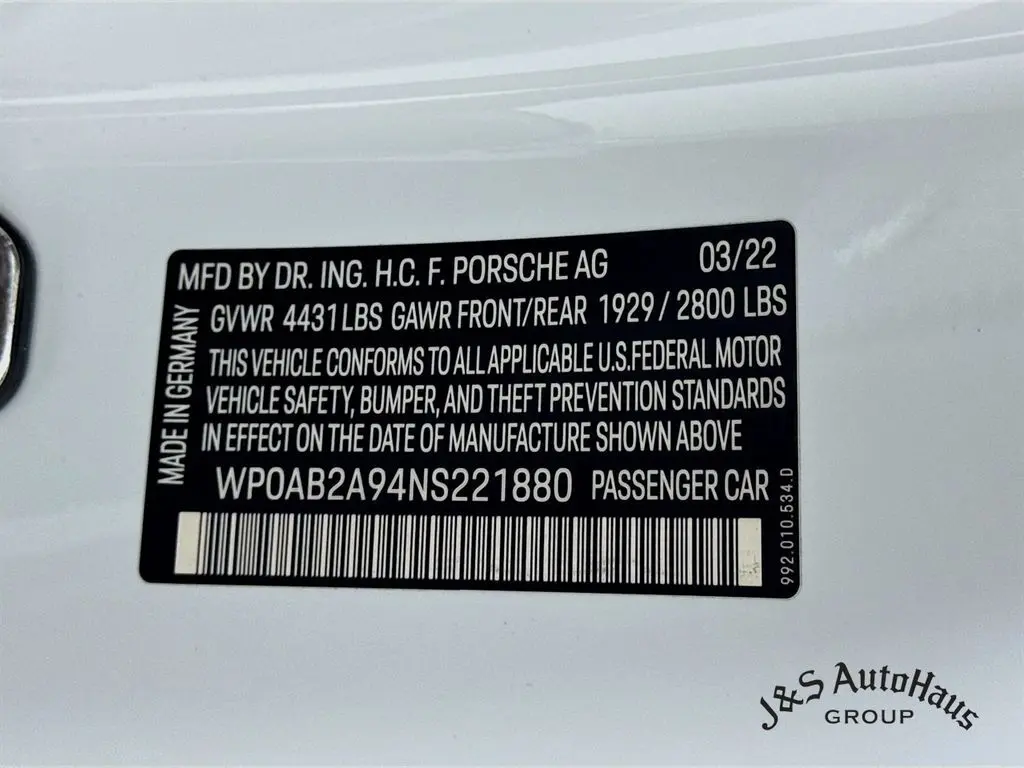 MFD BY DR. ING. H.C. F. PORSCHE AG 03/22
GVWR 4431 LBS GAWR FRONT/REAR 1929 / 2800 LBS
THIS VEHICLE CONFORMS TO ALL APPLICABLE U.S. FEDERAL MOTOR
VEHICLE SAFETY, BUMPER, AND THEFT PREVENTION STANDARDS
IN EFFECT ON THE DATE OF MANUFACTURE SHOWN ABOVE
WP0AB2A94NS221880 PASSENGER CAR
MADE IN GERMANY
992.010.534.D
J&S AutoHaus
GROUP